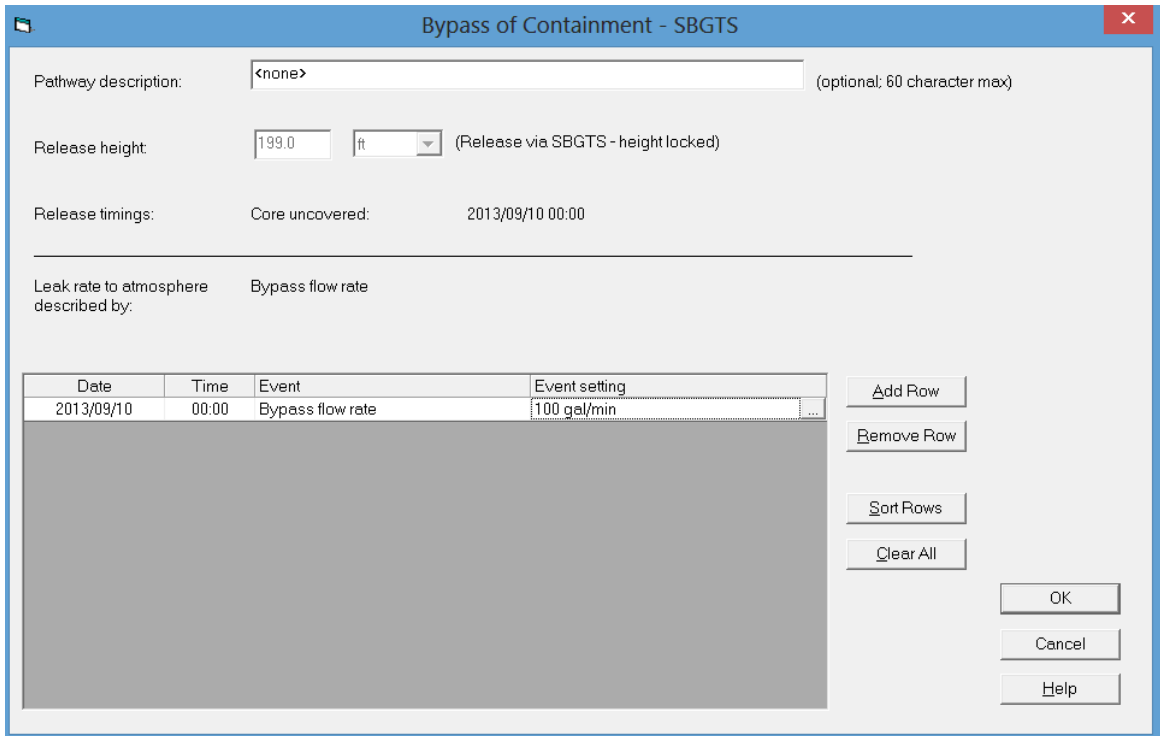 Bypass of Containment - SBGTS
Pathway description: <none> (optional; 60 character max)
Release height: 199.0 ft (Release via SBGTS - height locked)
Release timings: Core uncovered: 2013/09/10 00:00
Leak rate to atmosphere described by: Bypass flow rate
Date Time Event Event setting
2013/09/10 00:00 Bypass flow rate 100 gal/min ...
Add Row
Remove Row
Sort Rows
Clear All
OK
Cancel
Help